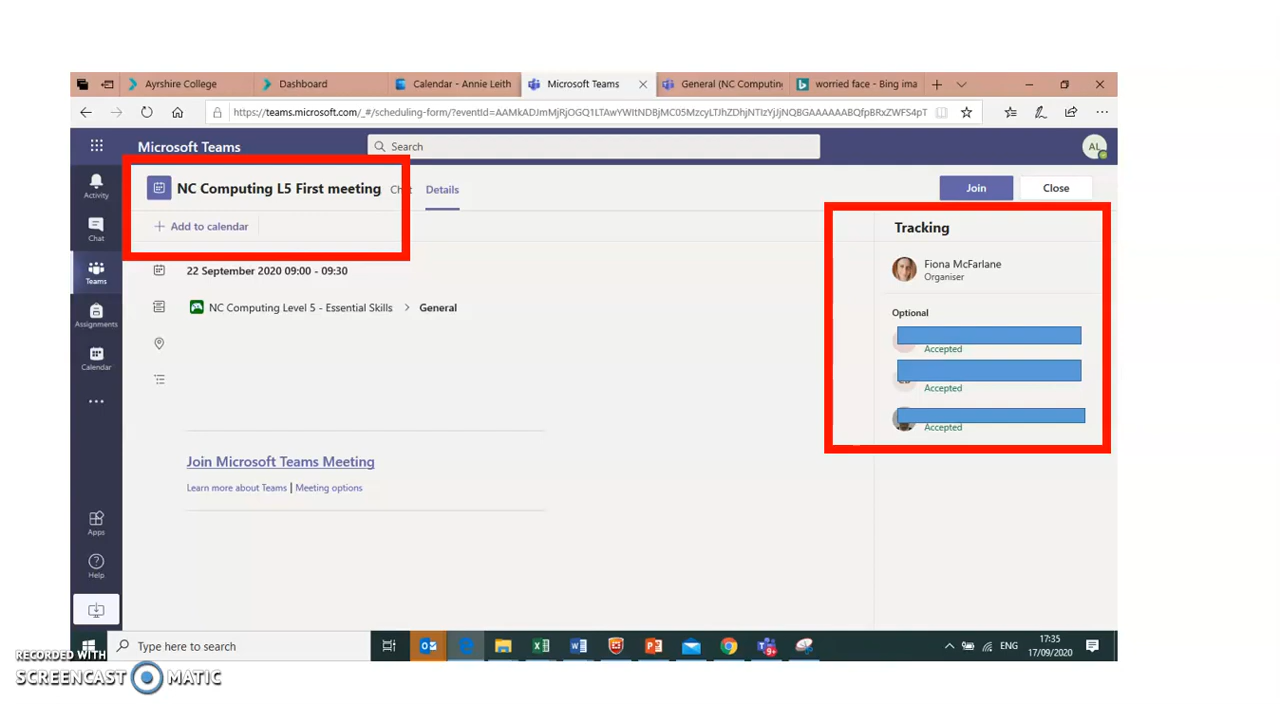 Ayrshire College Dashboard Calendar - Annie Leith Microsoft Teams General (NC Computin worried face - Bing ima
https://teams.microsoft.com/_#/scheduling-form/?eventId=
Microsoft Teams Search AL
NC Computing L5 First meeting Details Join Close
Activity
+ Add to calendar Tracking
Chat
22 September 2020 09:00 - 09:30 Fiona McFarlane
Teams Organiser
NC Computing Level 5 - Essential Skills > General Optional
Assignments
Accepted
Calendar
Accepted
Accepted
Join Microsoft Teams Meeting
Learn more about Teams | Meeting options
Apps
Help
Type here to search ENG 17:35
17/09/2020
RECORDED WITH
SCREENCAST MATIC